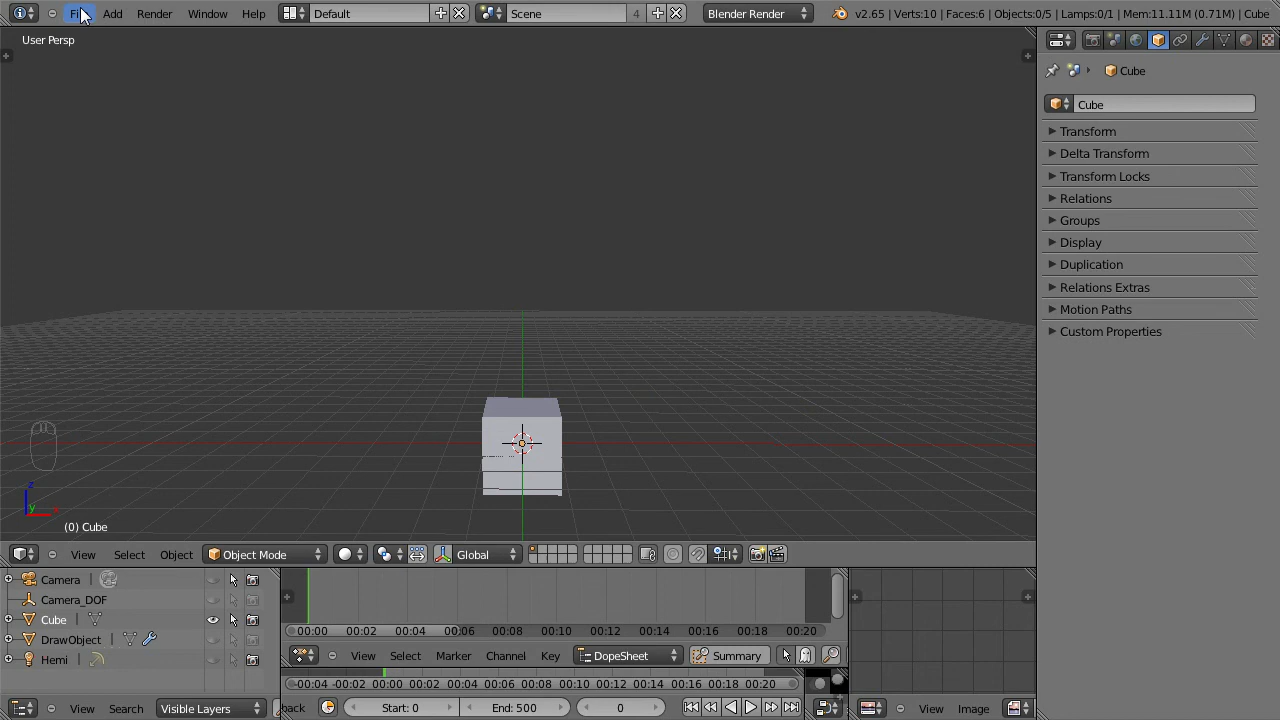 Add Render Window Help Default Scene 4 Blender Render v2.65 | Verts:10 | Faces:6 | Objects:0/5 | Lamps:0/1 | Mem:11.11M (0.71M) | Cube
User Persp
Cube
Cube
Transform
Delta Transform
Transform Locks
Relations
Groups
Display
Duplication
Relations Extras
Motion Paths
Custom Properties
z
y x
(0) Cube
View Select Object Object Mode Global
Camera
Camera_DOF
Cube
DrawObject
Hemi
00:00 00:02 00:04 00:06 00:08 00:10 00:12 00:14 00:16 00:18 00:20
View Select Marker Channel Key DopeSheet Summary
-00:04 -00:02 00:00 00:02 00:04 00:06 00:08 00:10 00:12 00:14 00:16 00:18 00:20
View Search Visible Layers back Start: 0 End: 500 0 View Image